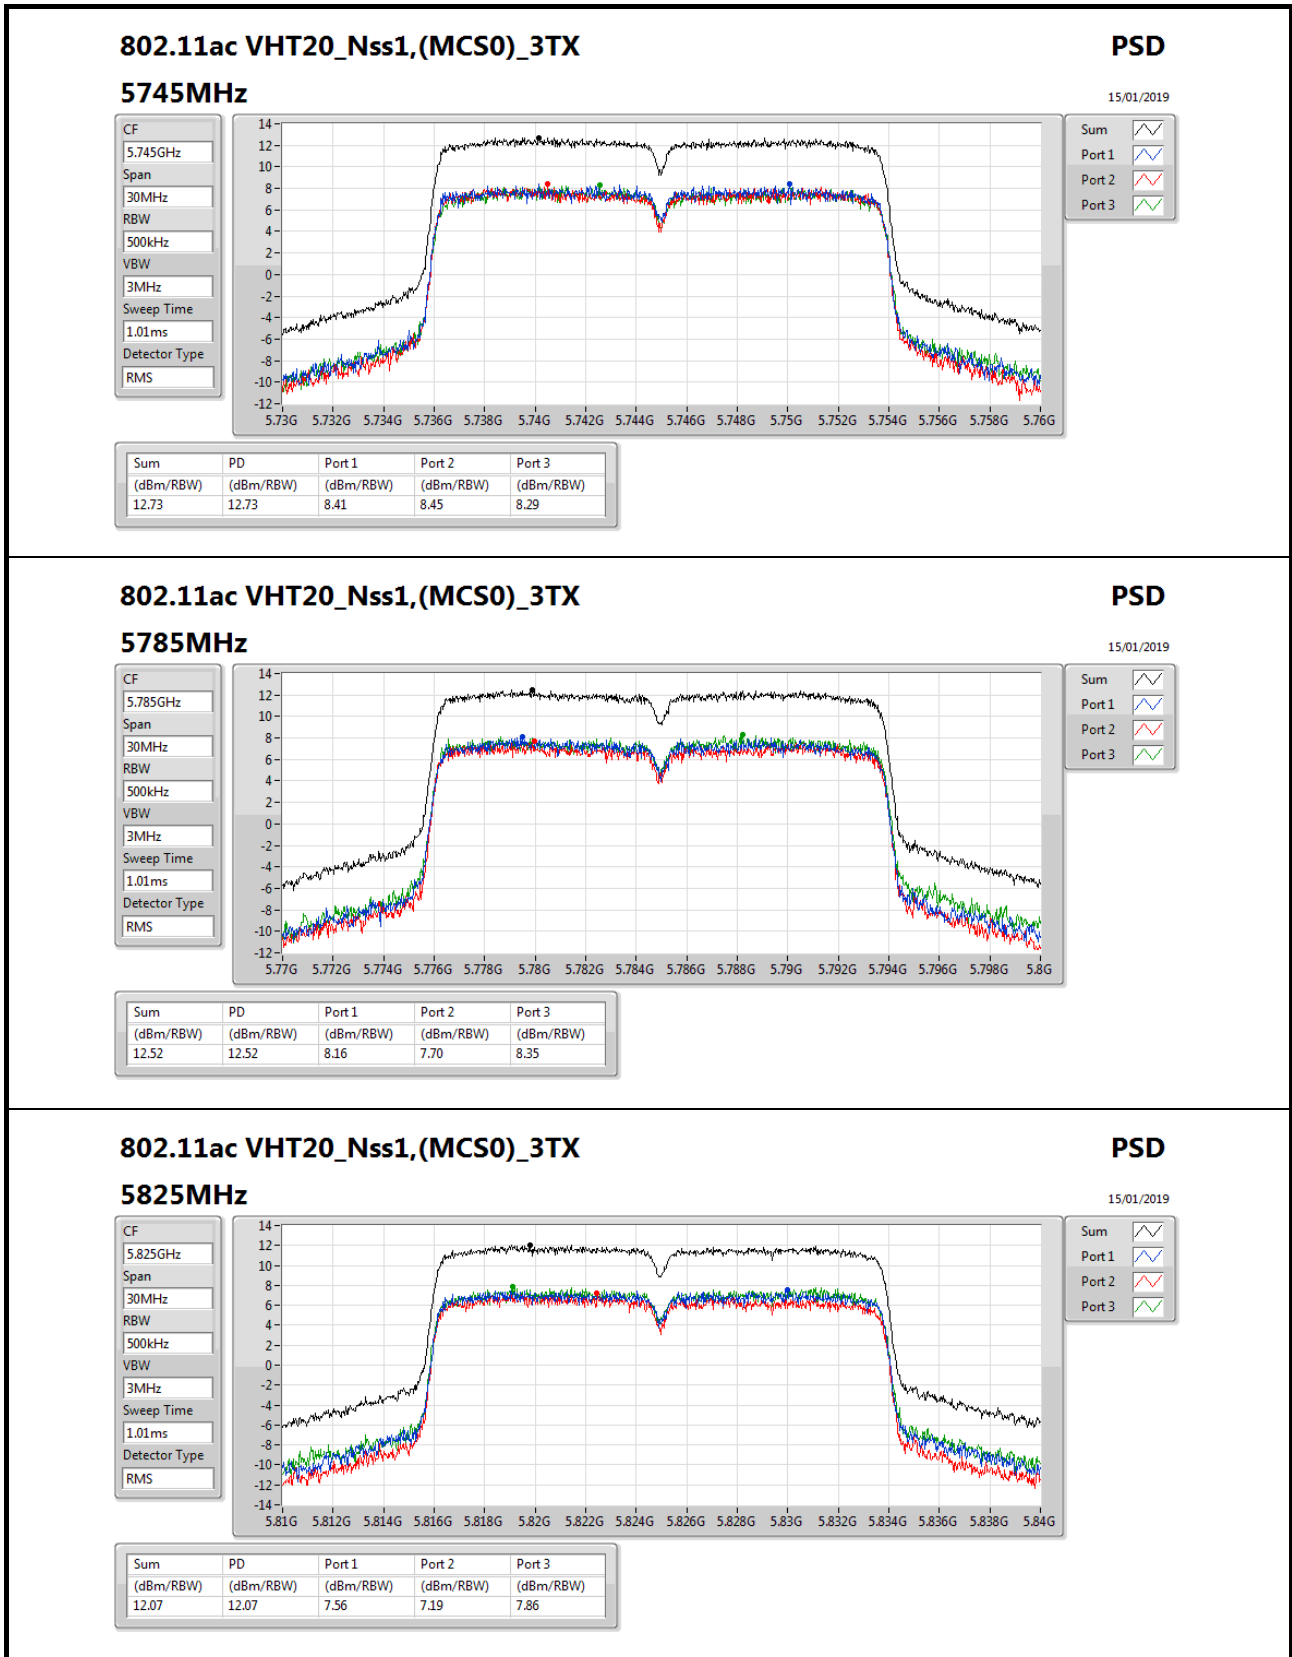 802.11ac VHT20_Nss1,(MCS0)_3TX PSD
5745MHz 15/01/2019
CF
5.745GHz
Span
30MHz
RBW
500kHz
VBW
3MHz
Sweep Time
1.01ms
Detector Type
RMS
14
12
10
8
6
4
2
0
-2
-4
-6
-8
-10
-12
5.73G 5.732G 5.734G 5.736G 5.738G 5.74G 5.742G 5.744G 5.746G 5.748G 5.75G 5.752G 5.754G 5.756G 5.758G 5.76G
Sum
Port 1
Port 2
Port 3
Sum PD Port 1 Port 2 Port 3
(dBm/RBW) (dBm/RBW) (dBm/RBW) (dBm/RBW) (dBm/RBW)
12.73 12.73 8.41 8.45 8.29
802.11ac VHT20_Nss1,(MCS0)_3TX PSD
5785MHz 15/01/2019
CF
5.785GHz
Span
30MHz
RBW
500kHz
VBW
3MHz
Sweep Time
1.01ms
Detector Type
RMS
14
12
10
8
6
4
2
0
-2
-4
-6
-8
-10
-12
5.77G 5.772G 5.774G 5.776G 5.778G 5.78G 5.782G 5.784G 5.786G 5.788G 5.79G 5.792G 5.794G 5.796G 5.798G 5.8G
Sum
Port 1
Port 2
Port 3
Sum PD Port 1 Port 2 Port 3
(dBm/RBW) (dBm/RBW) (dBm/RBW) (dBm/RBW) (dBm/RBW)
12.52 12.52 8.16 7.70 8.35
802.11ac VHT20_Nss1,(MCS0)_3TX PSD
5825MHz 15/01/2019
CF
5.825GHz
Span
30MHz
RBW
500kHz
VBW
3MHz
Sweep Time
1.01ms
Detector Type
RMS
14
12
10
8
6
4
2
0
-2
-4
-6
-8
-10
-12
-14
5.81G 5.812G 5.814G 5.816G 5.818G 5.82G 5.822G 5.824G 5.826G 5.828G 5.83G 5.832G 5.834G 5.836G 5.838G 5.84G
Sum
Port 1
Port 2
Port 3
Sum PD Port 1 Port 2 Port 3
(dBm/RBW) (dBm/RBW) (dBm/RBW) (dBm/RBW) (dBm/RBW)
12.07 12.07 7.56 7.19 7.86